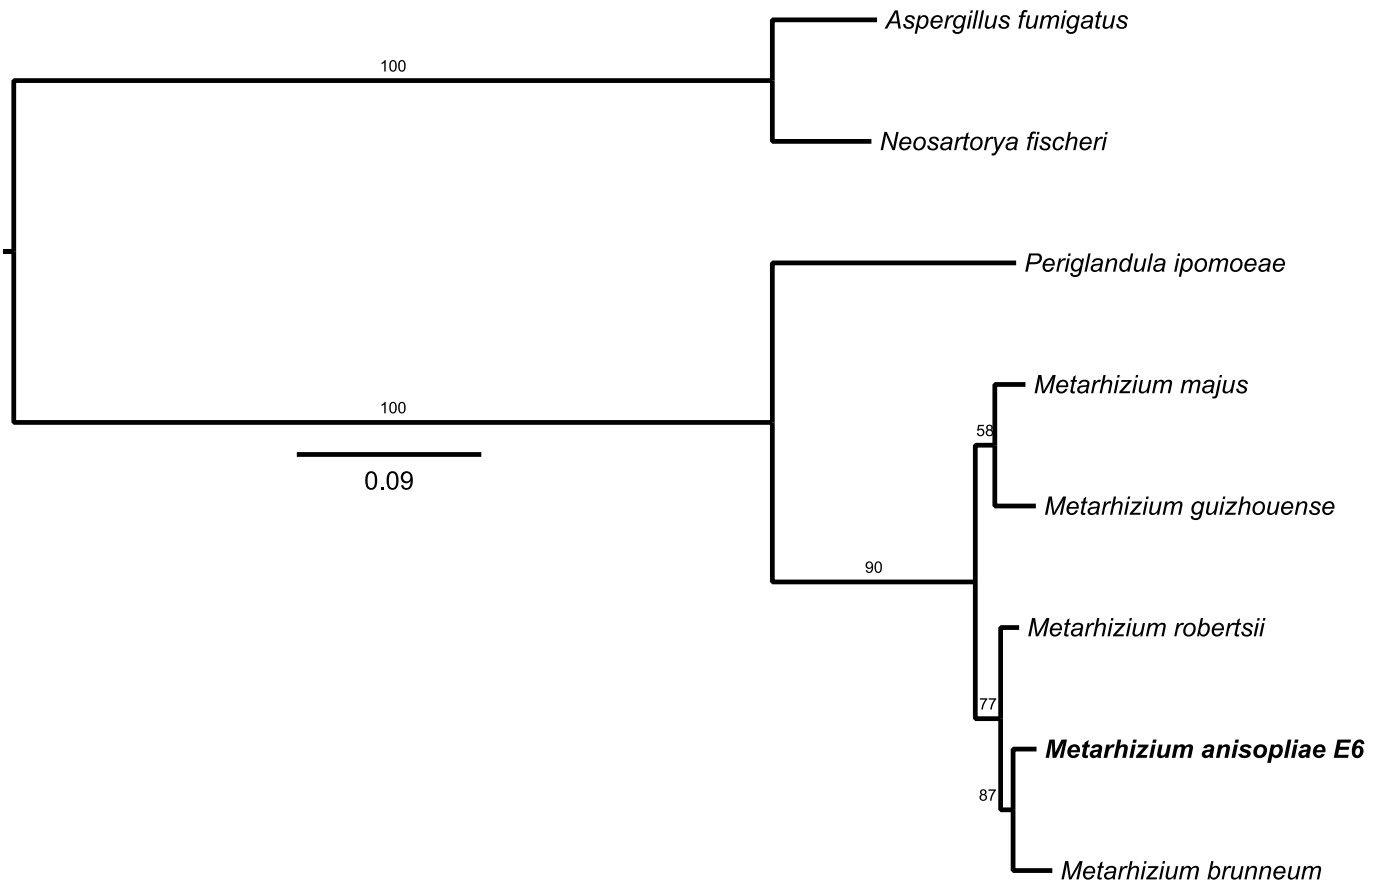 Aspergillus fumigatus
100
Neosartorya fischeri
Periglandula ipomoeae
Metarhizium majus
100
58
0.09
Metarhizium guizhouense
90
Metarhizium robertsii
77
Metarhizium anisopliae E6
87
Metarhizium brunneum